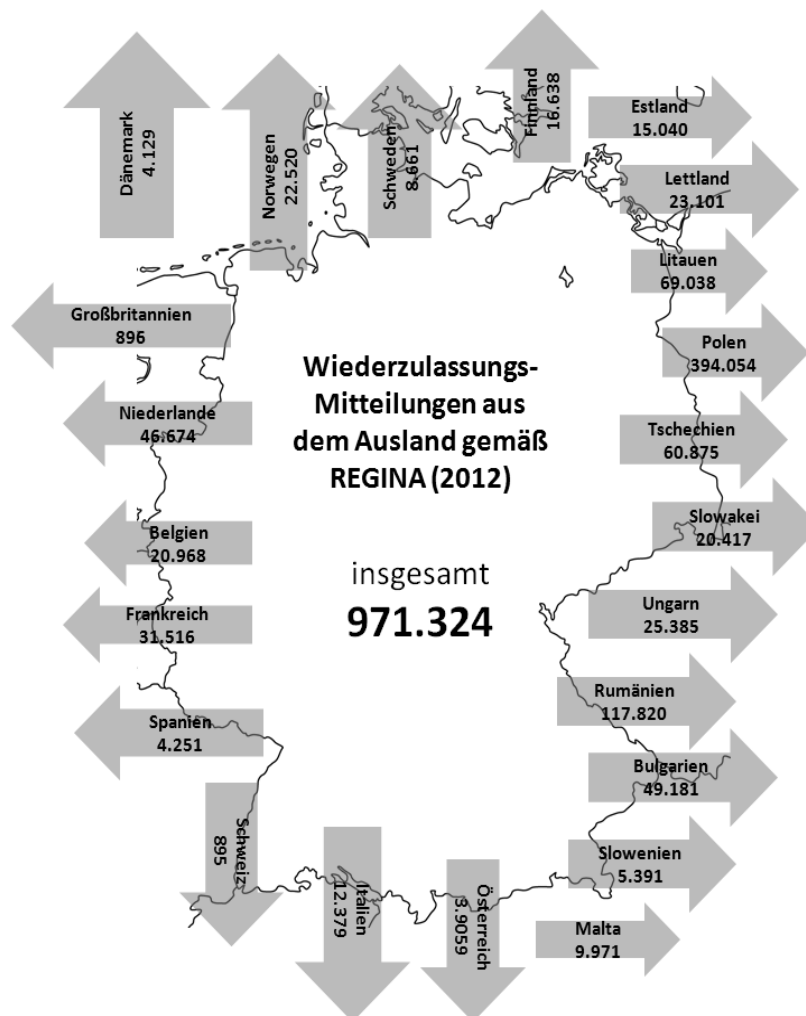 Dänemark
4.129
Norwegen
22.520
Schweden
8.661
Finnland
16.638
Estland
15.040
Lettland
23.101
Litauen
69.038
Großbritannien
896
Polen
394.054
Wiederzulassungs-
Mitteilungen aus
dem Ausland gemäß
REGINA (2012)
Niederlande
46.674
Tschechien
60.875
Slowakei
20.417
Belgien
20.968
insgesamt
971.324
Ungarn
25.385
Frankreich
31.516
Rumänien
117.820
Spanien
4.251
Bulgarien
49.181
Schweiz
895
Italien
12.379
Österreich
3.9059
Slowenien
5.391
Malta
9.971